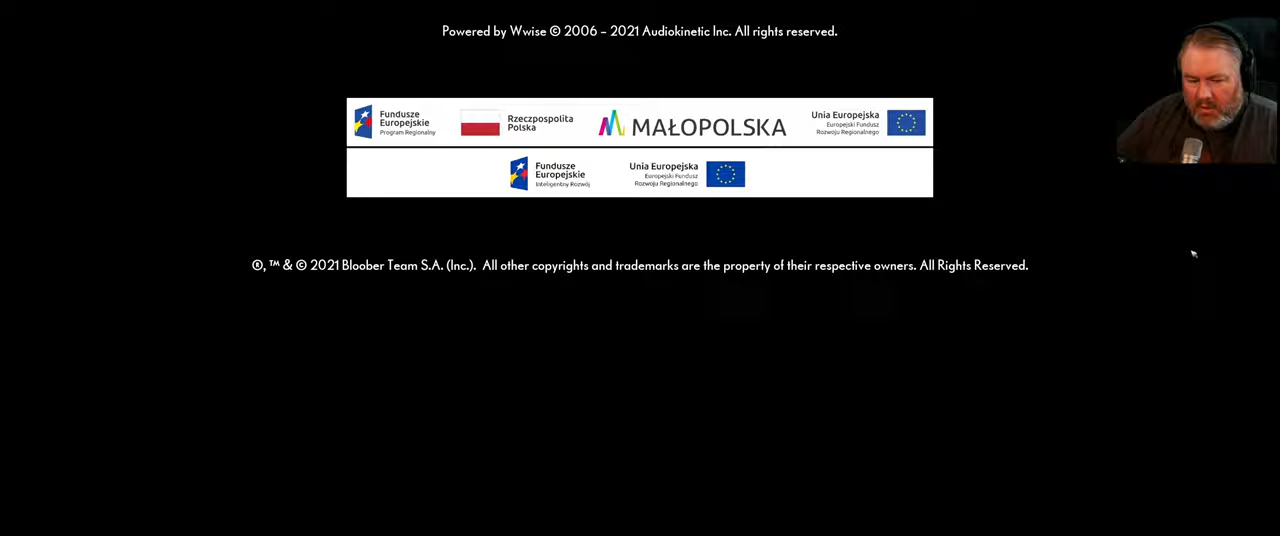 Powered by Wwise © 2006 – 2021 Audiokinetic Inc. All rights reserved.
Fundusze
Europejskie
Program Regionalny
Rzeczpospolita
Polska
MAŁOPOLSKA
Unia Europejska
Europejski Fundusz
Rozwoju Regionalnego
Fundusze
Europejskie
Inteligentny Rozwój
Unia Europejska
Europejski Fundusz
Rozwoju Regionalnego
®, ™ & © 2021 Bloober Team S.A. (Inc.). All other copyrights and trademarks are the property of their respective owners. All Rights Reserved.